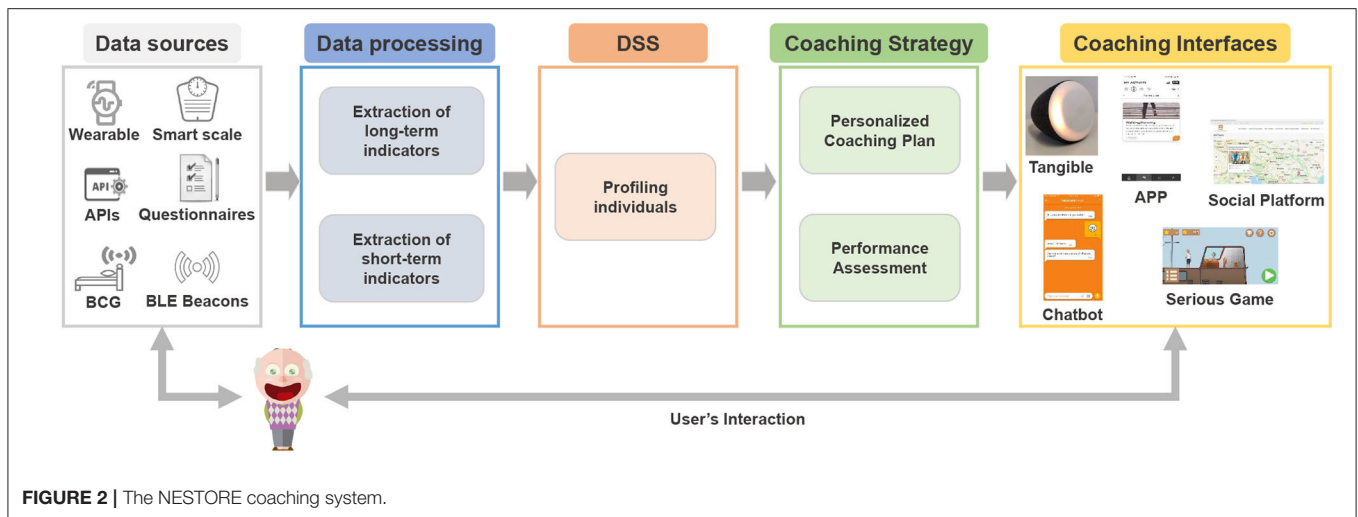 Data sources
Data processing
DSS
Coaching Strategy
Coaching Interfaces
Wearable
Smart scale
API
APIs
Questionnaires
BCG
BLE Beacons
Extraction of
long-term
indicators
Extraction of
short-term
indicators
Profiling
individuals
Personalized
Coaching Plan
Performance
Assessment
Tangible
APP
Social Platform
Chatbot
Serious Game
User's Interaction
FIGURE 2 | The NESTORE coaching system.